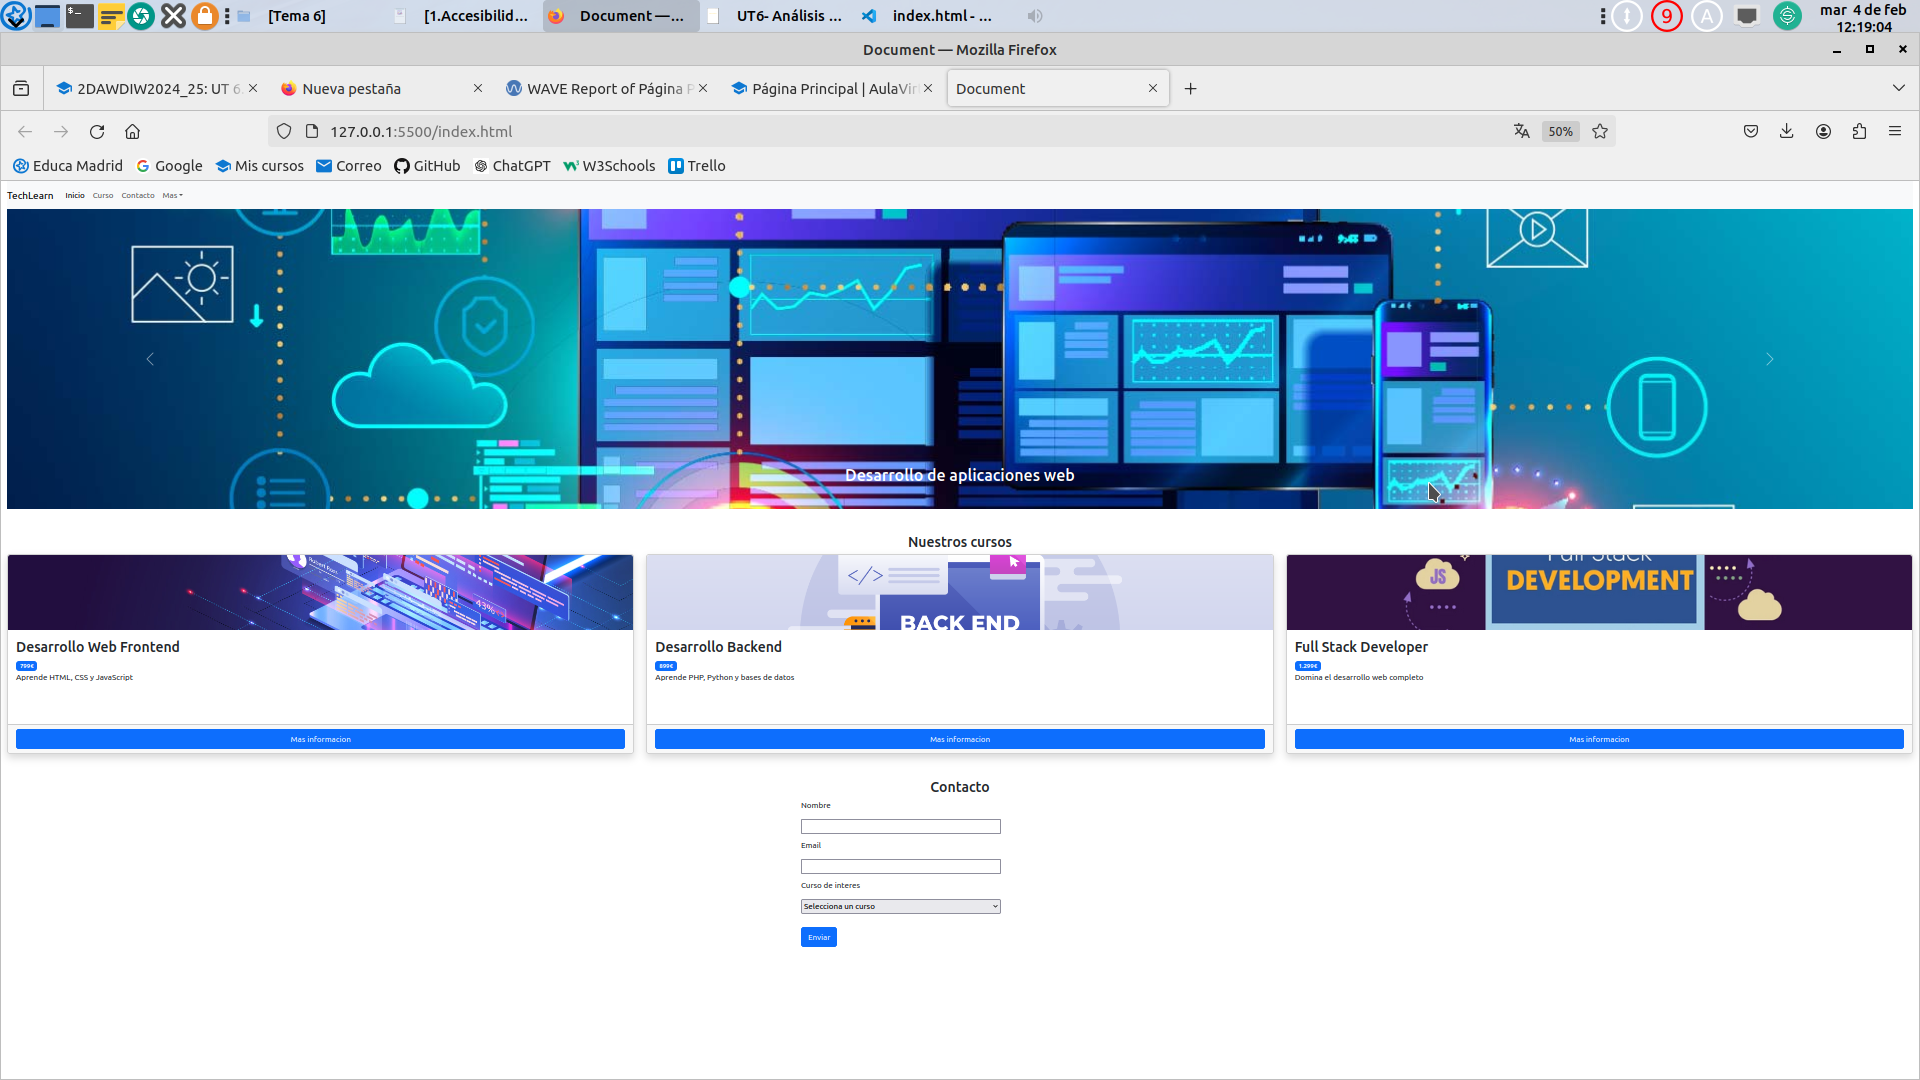 [Tema 6]
[1.Accesibilid...
Document —...
UT6- Análisis ...
index.html - ...
9
A
mar 4 de feb
12:19:04
Document — Mozilla Firefox
2DAWDIW2024_25: UT 6.
Nueva pestaña
WAVE Report of Página P
Página Principal | AulaVir
Document
127.0.0.1:5500/index.html
50%
Educa Madrid
Google
Mis cursos
Correo
GitHub
ChatGPT
W3Schools
Trello
TechLearn
Inicio
Curso
Contacto
Mas
Desarrollo de aplicaciones web
Nuestros cursos
43%
</>
BACK END
JS
Full Stack
DEVELOPMENT
Desarrollo Web Frontend
799€
Aprende HTML, CSS y JavaScript
Mas informacion
Desarrollo Backend
899€
Aprende PHP, Python y bases de datos
Mas informacion
Full Stack Developer
1.299€
Domina el desarrollo web completo
Mas informacion
Contacto
Nombre
Email
Curso de interes
Selecciona un curso
Enviar